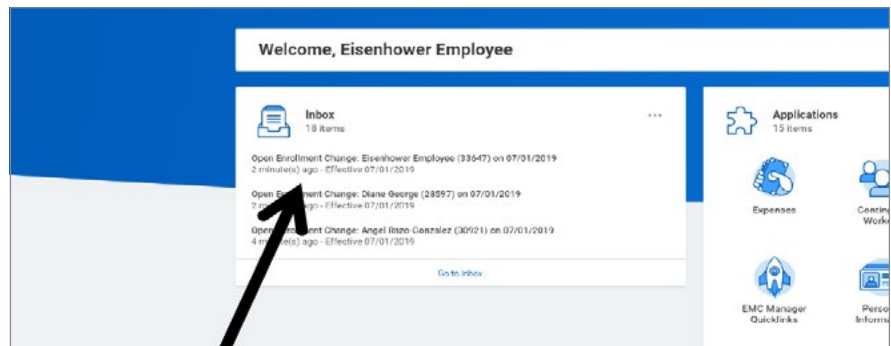 Welcome, Eisenhower Employee
Inbox
18 items
Open Enrollment Change: Eisenhower Employee (33647) on 07/01/2019
2 minute(s) ago - Effective 07/01/2019
Open Enrollment Change: Diane George (28597) on 07/01/2019
2 ago - Effective 07/01/2019
Open Change: Angel Razo-Gonzalez (30921) on 07/01/2019
4 ago - Effective 07/01/2019
Go to Inbox
Applications
15 items
Expenses
EMC Manager
Quicklinks